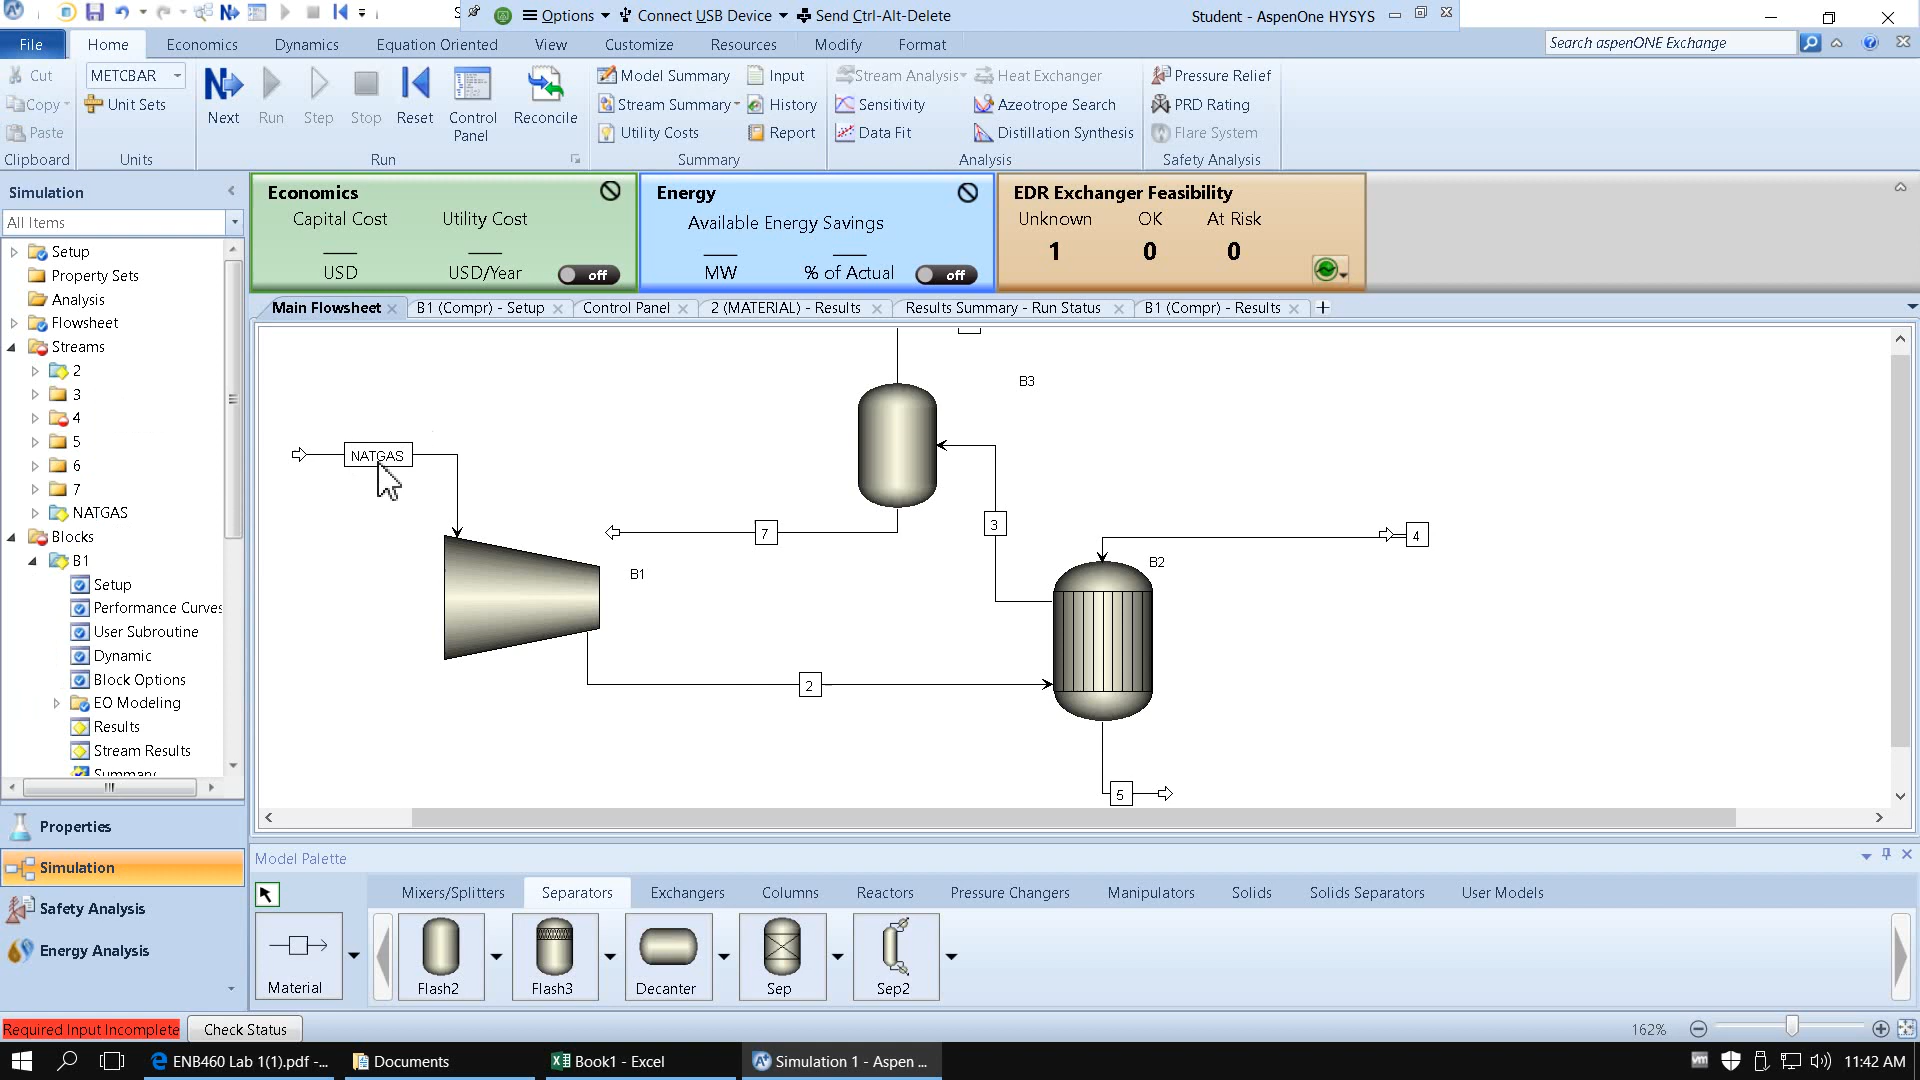 Options
Connect USB Device
Send Ctrl-Alt-Delete
Student - AspenOne HYSYS
File
Home
Economics
Dynamics
Equation Oriented
View
Customize
Resources
Modify
Format
Search aspenONE Exchange
Cut
Copy
Paste
Clipboard
METCBAR
Unit Sets
Units
Next
Run
Step
Stop
Reset
Control
Panel
Reconcile
Run
Model Summary
Stream Summary
Utility Costs
Input
History
Report
Summary
Stream Analysis
Sensitivity
Data Fit
Heat Exchanger
Azeotrope Search
Distillation Synthesis
Analysis
Pressure Relief
PRD Rating
Flare System
Safety Analysis
Simulation
All Items
Setup
Property Sets
Analysis
Flowsheet
Streams
2
3
4
5
6
7
NATGAS
Blocks
B1
Setup
Performance Curves
User Subroutine
Dynamic
Block Options
EO Modeling
Results
Stream Results
Summary
Properties
Simulation
Safety Analysis
Energy Analysis
Economics
Capital Cost
Utility Cost
USD
USD/Year
off
Energy
Available Energy Savings
MW
% of Actual
off
EDR Exchanger Feasibility
Unknown OK At Risk
1 0 0
Main Flowsheet
B1 (Compr) - Setup
Control Panel
2 (MATERIAL) - Results
Results Summary - Run Status
B1 (Compr) - Results
B3
NATGAS
7
3
4
B2
B1
2
5
Model Palette
Mixers/Splitters
Separators
Exchangers
Columns
Reactors
Pressure Changers
Manipulators
Solids
Solids Separators
User Models
Material
Flash2
Flash3
Decanter
Sep
Sep2
Required Input Incomplete
Check Status
162%
ENB460 Lab 1(1).pdf -...
Documents
Book1 - Excel
Simulation 1 - Aspen ...
vm
11:42 AM